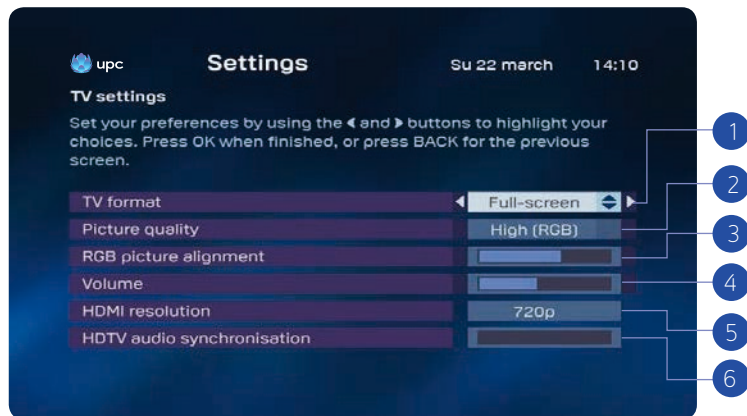 upc Settings Su 22 march 14:10
TV settings
Set your preferences by using the ◀ and ▶ buttons to highlight your
choices. Press OK when finished, or press BACK for the previous
screen.
TV format Full-screen 1
Picture quality High (RGB) 2
RGB picture alignment 3
Volume 4
HDMI resolution 720p 5
HDTV audio synchronisation 6